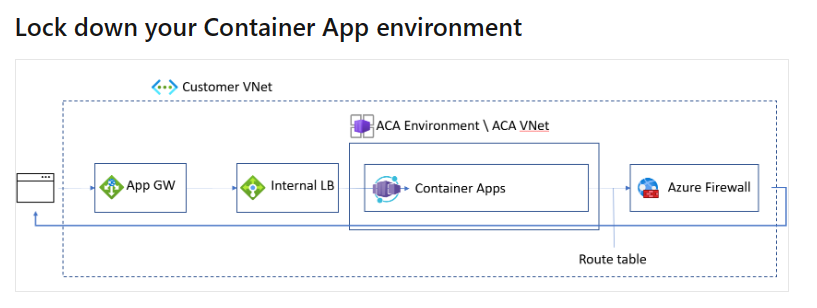 Lock down your Container App environment
Customer VNet
ACA Environment \ ACA VNet
App GW
Internal LB
Container Apps
Azure Firewall
Route table